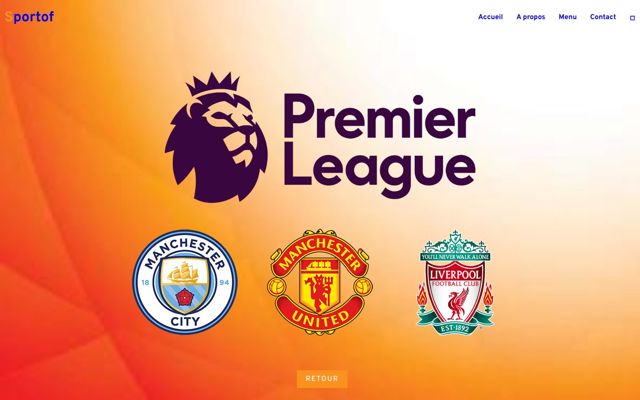 Sportof
Accueil
A propos
Menu
Contact
Premier
League
MANCHESTER
18 94
CITY
MANCHESTER
UNITED
YOU'LL NEVER WALK ALONE
LIVERPOOL
FOOTBALL CLUB
EST·1892
RETOUR